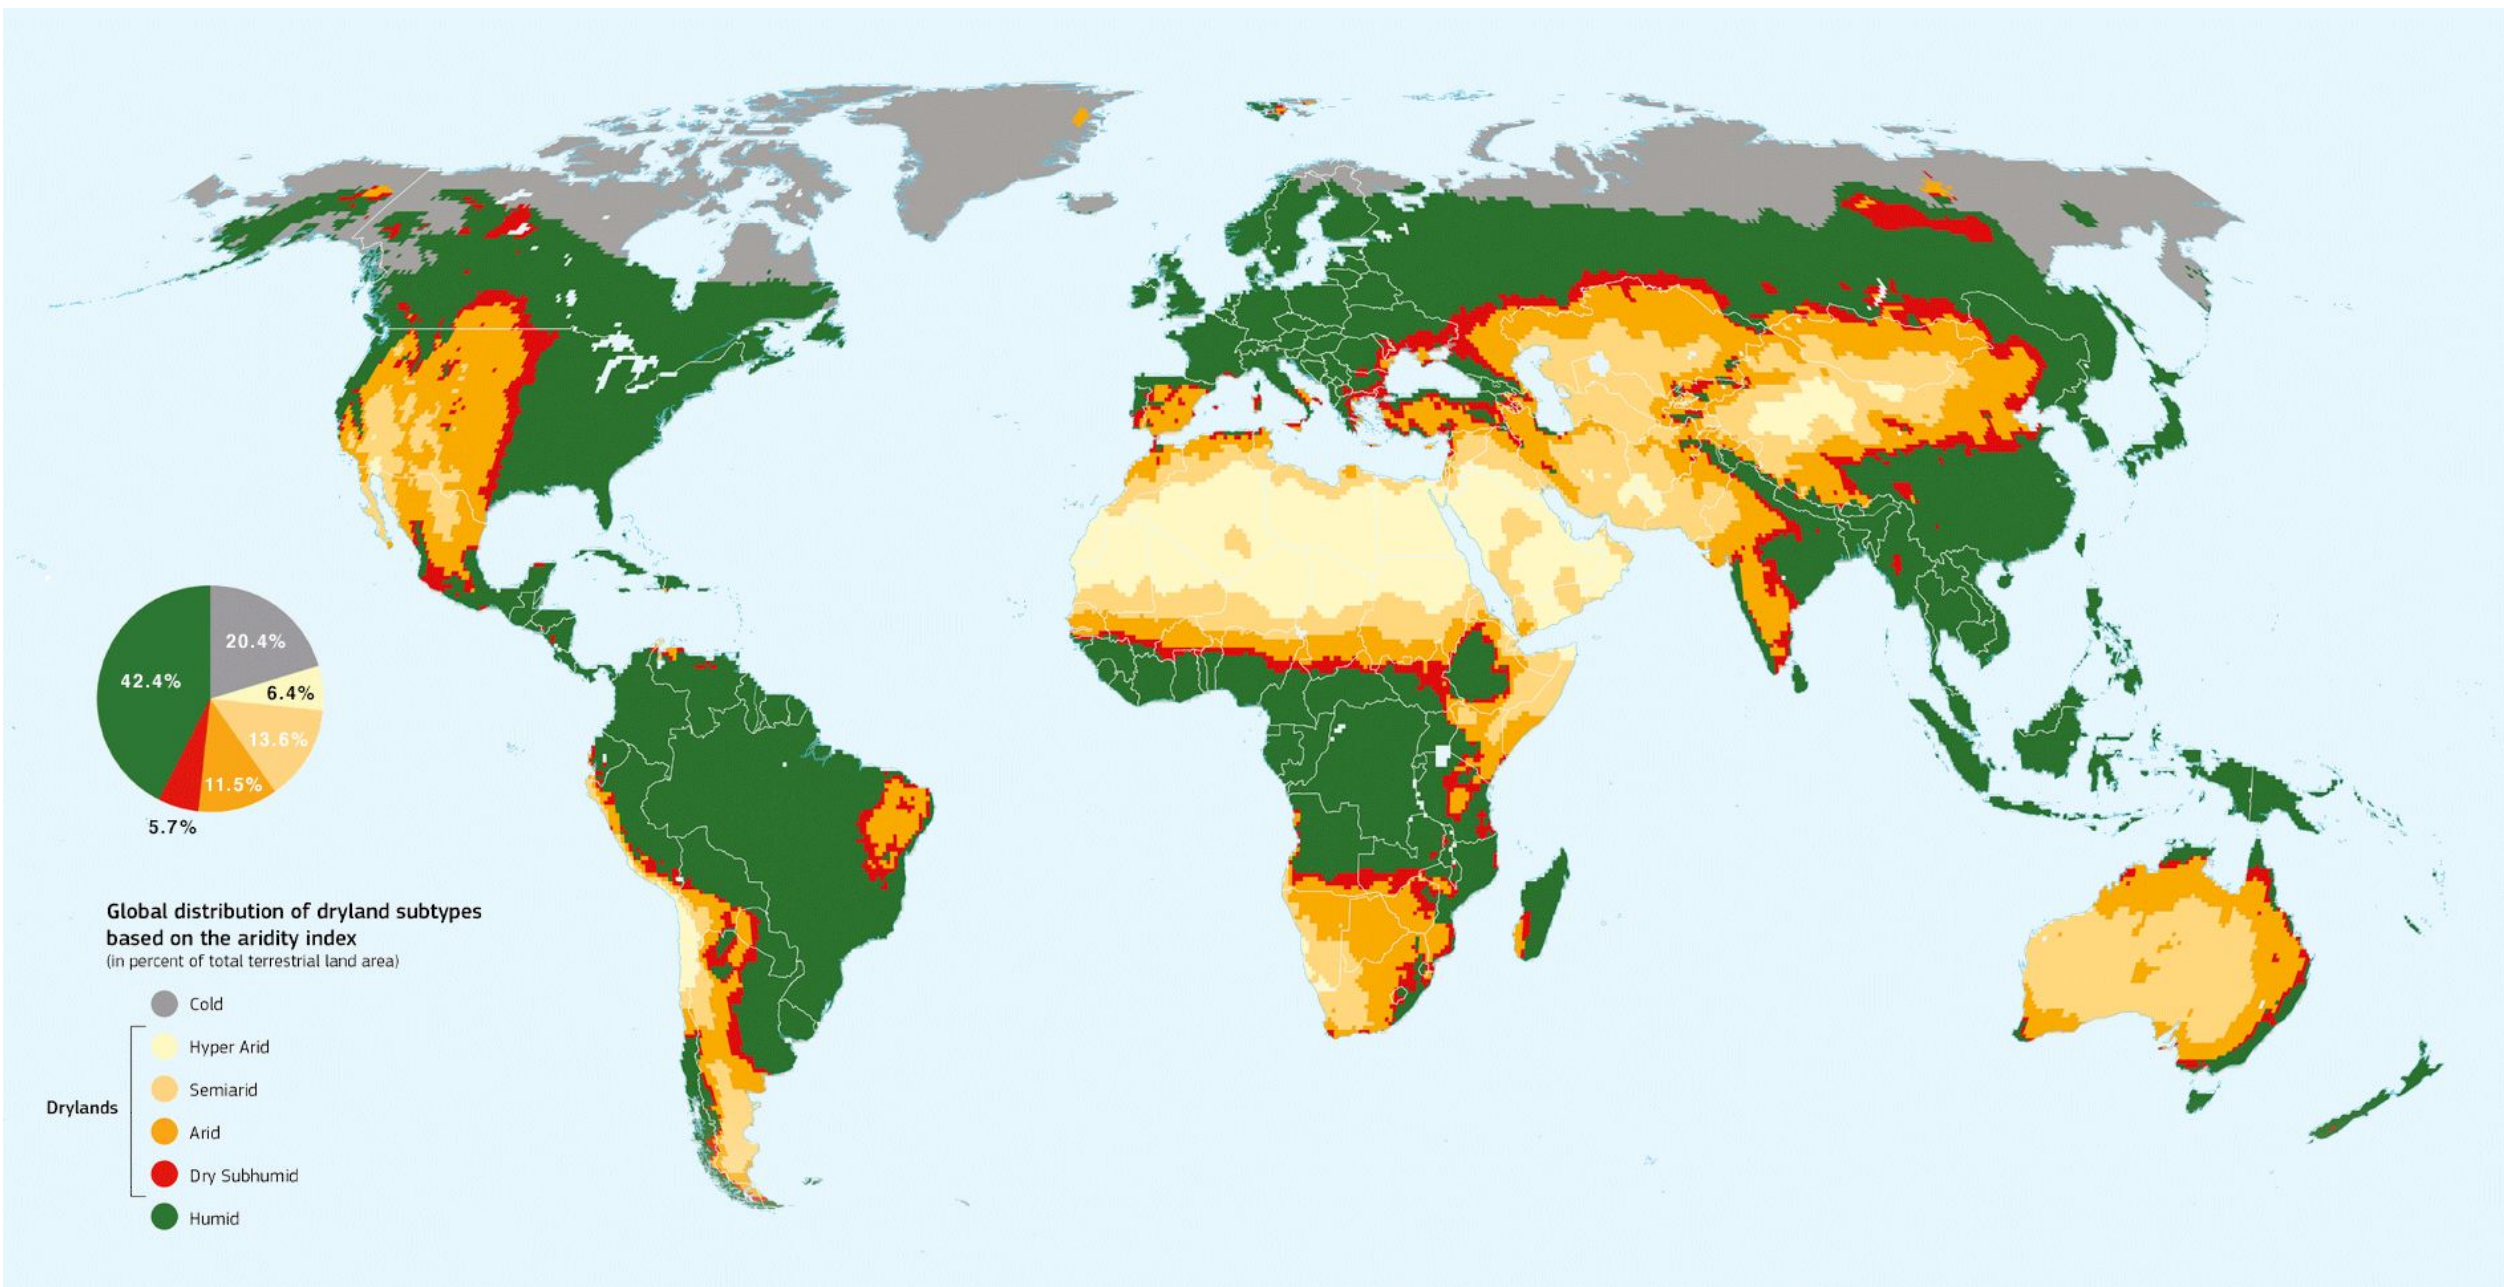 20.4%
42.4%
6.4%
13.6%
11.5%
5.7%
Global distribution of dryland subtypes
based on the aridity index
(in percent of total terrestrial land area)
Cold
Hyper Arid
Semiarid
Drylands
Arid
Dry Subhumid
Humid